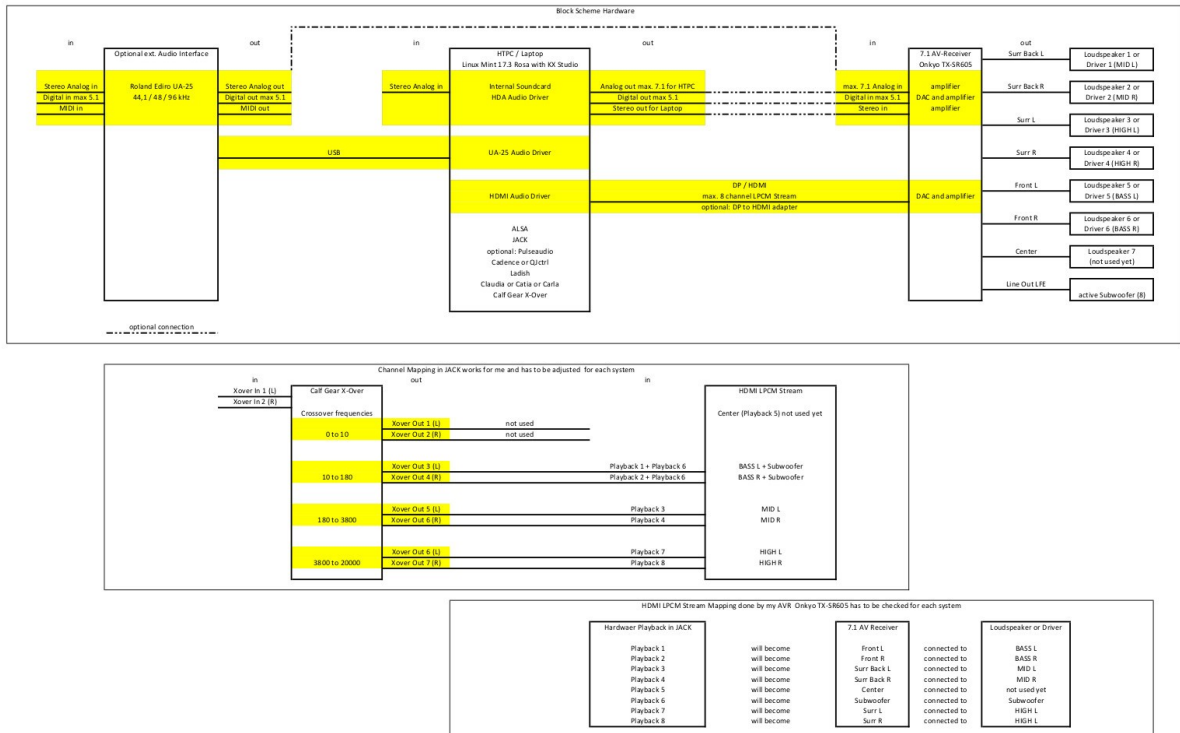 Block Scheme Hardware
in
out
in
out
in
out
Optional ext. Audio Interface
HTPC / Laptop
Linux Mint 17.3 Rosa with KX Studio
7.1 AV-Receiver
Onkyo TX-SR605
Stereo Analog in
Digital in max 5.1
MIDI in
Roland Ediro UA-25
44,1 / 48 / 96 kHz
Stereo Analog out
Digital out max 5.1
MIDI out
Stereo Analog in
Internal Soundcard
HDA Audio Driver
Analog out max. 7.1 for HTPC
Digital out max 5.1
Stereo out for Laptop
max. 7.1 Analog in
Digital in max 5.1
Stereo in
amplifier
DAC and amplifier
amplifier
USB
UA-25 Audio Driver
HDMI Audio Driver
DP / HDMI
max. 8 channel LPCM Stream
optional: DP to HDMI adapter
DAC and amplifier
ALSA
JACK
optional: Pulseaudio
Cadence or QJctrl
Ladish
Claudia or Catia or Carla
Calf Gear X-Over
Surr Back L
Loudspeaker 1 or
Driver 1 (MID L)
Surr Back R
Loudspeaker 2 or
Driver 2 (MID R)
Surr L
Loudspeaker 3 or
Driver 3 (HIGH L)
Surr R
Loudspeaker 4 or
Driver 4 (HIGH R)
Front L
Loudspeaker 5 or
Driver 5 (BASS L)
Front R
Loudspeaker 6 or
Driver 6 (BASS R)
Center
Loudspeaker 7
(not used yet)
Line Out LFE
active Subwoofer (8)
optional connection
Channel Mapping in JACK works for me and has to be adjusted for each system
in
out
in
Xover In 1 (L)
Xover In 2 (R)
Calf Gear X-Over
HDMI LPCM Stream
Crossover frequencies
Center (Playback 5) not used yet
0 to 10
Xover Out 1 (L)
not used
Xover Out 2 (R)
not used
10 to 180
Xover Out 3 (L)
Playback 1 + Playback 6
BASS L + Subwoofer
Xover Out 4 (R)
Playback 2 + Playback 6
BASS R + Subwoofer
180 to 3800
Xover Out 5 (L)
Playback 3
MID L
Xover Out 6 (R)
Playback 4
MID R
3800 to 20000
Xover Out 6 (L)
Playback 7
HIGH L
Xover Out 7 (R)
Playback 8
HIGH R
HDMI LPCM Stream Mapping done by my AVR Onkyo TX-SR605 has to be checked for each system
Hardwaer Playback in JACK
7.1 AV Receiver
Loudspeaker or Driver
Playback 1 will become Front L connected to BASS L
Playback 2 will become Front R connected to BASS R
Playback 3 will become Surr Back L connected to MID L
Playback 4 will become Surr Back R connected to MID R
Playback 5 will become Center connected to not used yet
Playback 6 will become Subwoofer connected to Subwoofer
Playback 7 will become Surr L connected to HIGH L
Playback 8 will become Surr R connected to HIGH L